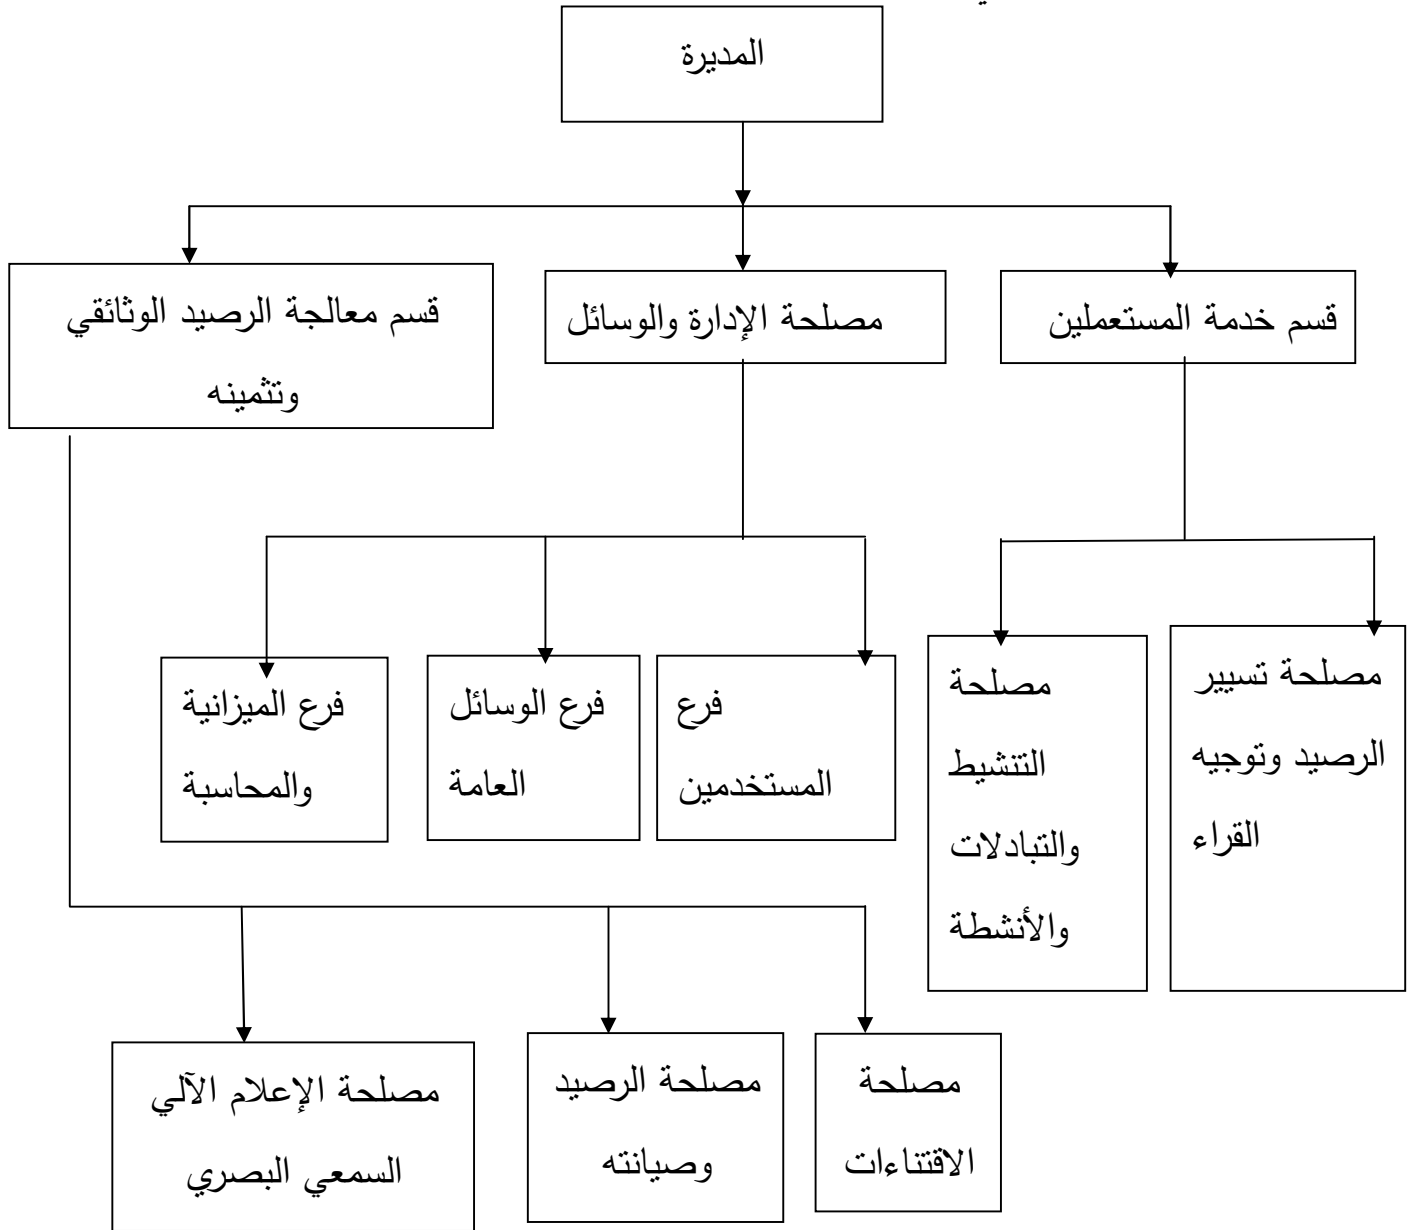 المديرة
قسم خدمة المستعملين
مصلحة الإدارة والوسائل
قسم معالجة الرصيد الوثائقي
وتثمينه
مصلحة تسيير
الرصيد وتوجيه
القراء
مصلحة
التنشيط
والتبادلات
والأنشطة
فرع
المستخدمين
فرع الوسائل
العامة
فرع الميزانية
والمحاسبة
مصلحة
الاقتناءات
مصلحة الرصيد
وصيانته
مصلحة الإعلام الآلي
السمعي البصري